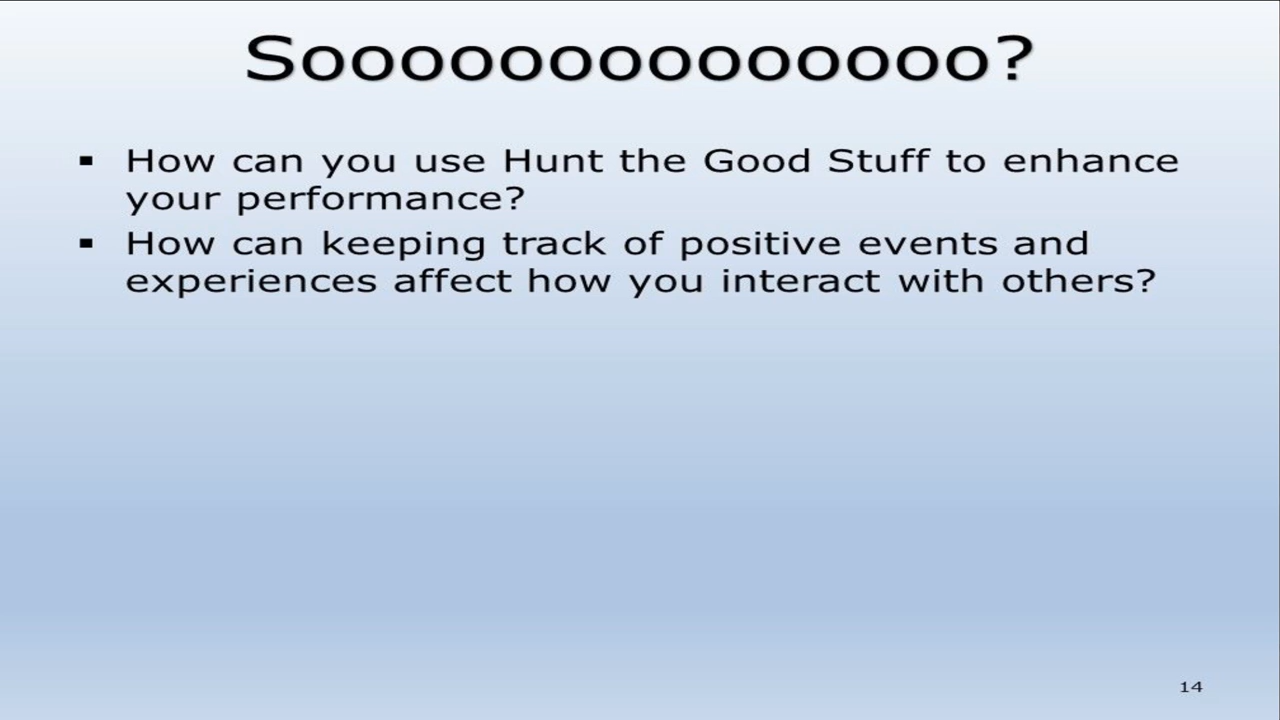 Soooooooooooooo?
▪ How can you use Hunt the Good Stuff to enhance
your performance?
▪ How can keeping track of positive events and
experiences affect how you interact with others?
14